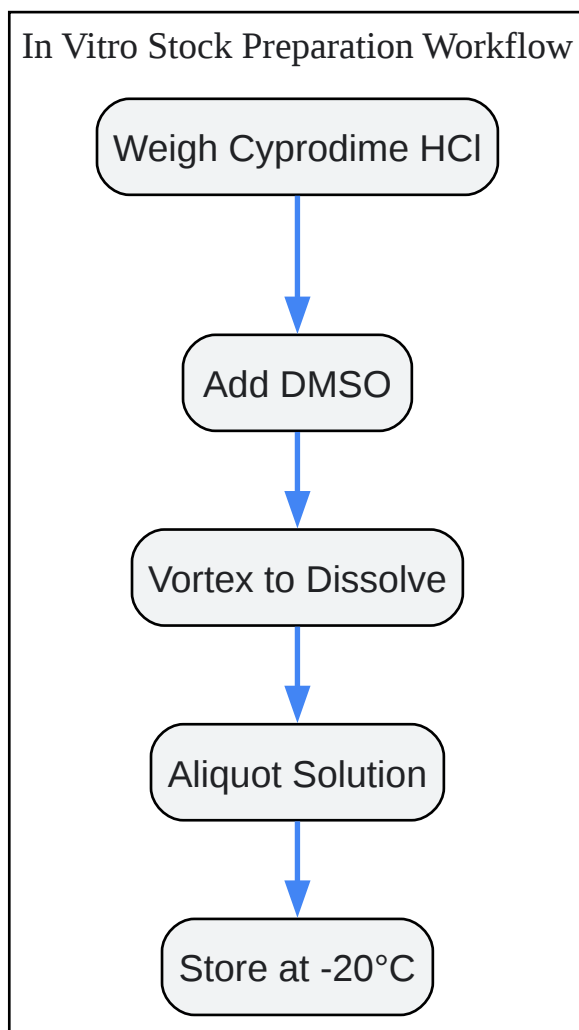 In Vitro Stock Preparation Workflow
Weigh Cyprodime HCl
Add DMSO
Vortex to Dissolve
Aliquot Solution
Store at -20°C